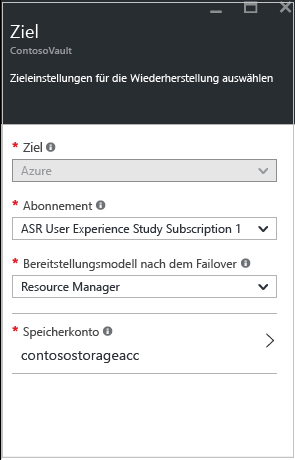 Ziel
ContosoVault
Zieleinstellungen für die Wiederherstellung auswählen
* Ziel
Azure
* Abonnement
ASR User Experience Study Subscription 1
* Bereitstellungsmodell nach dem Failover
Resource Manager
* Speicherkonto
contosostorageacc